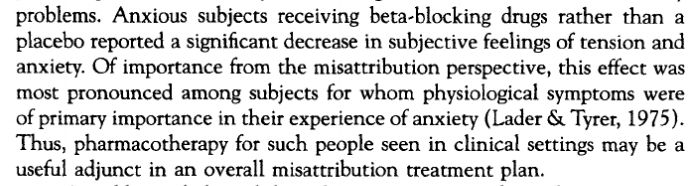 problems. Anxious subjects receiving beta-blocking drugs rather than a
placebo reported a significant decrease in subjective feelings of tension and
anxiety. Of importance from the misattribution perspective, this effect was
most pronounced among subjects for whom physiological symptoms were
of primary importance in their experience of anxiety (Lader & Tyrer, 1975).
Thus, pharmacotherapy for such people seen in clinical settings may be a
useful adjunct in an overall misattribution treatment plan.